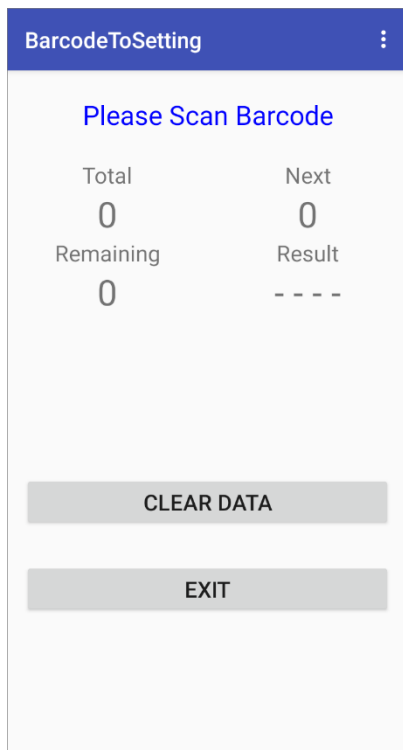 BarcodeToSetting
Please Scan Barcode
Total Next
0 0
Remaining Result
0 - - - -
CLEAR DATA
EXIT